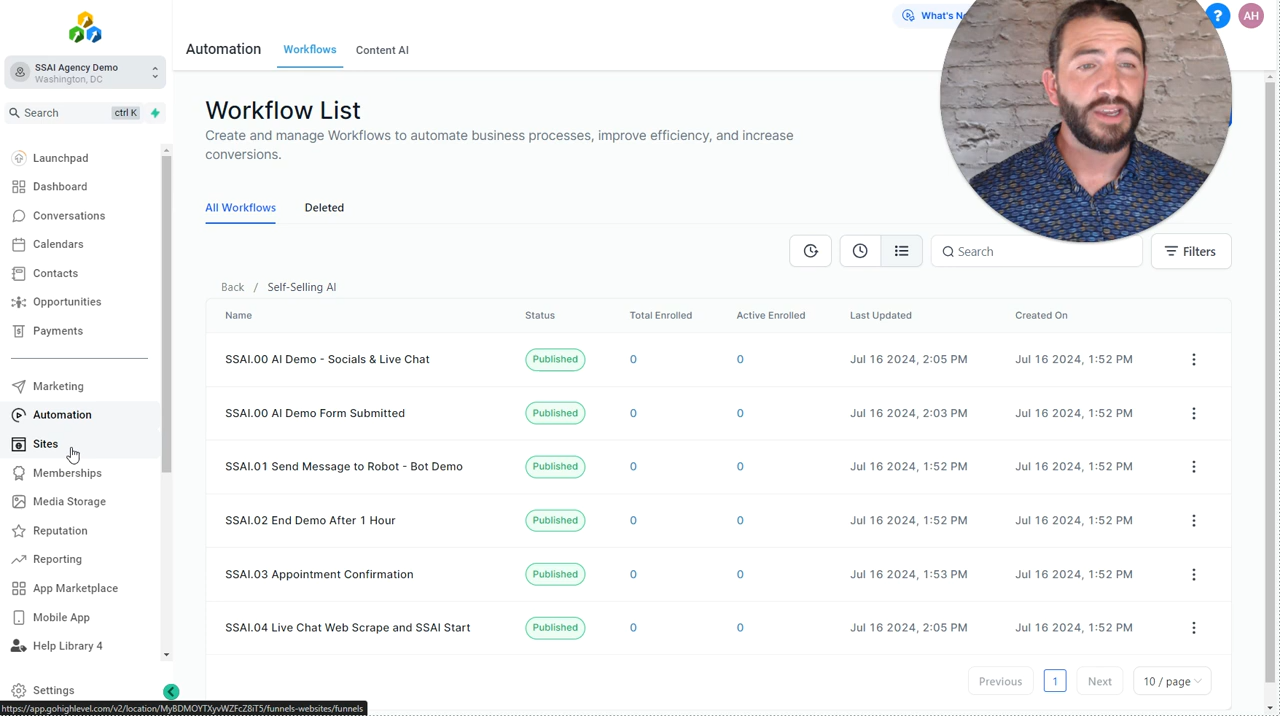 SSAI Agency Demo
Washington, DC
Search
ctrl K
Launchpad
Dashboard
Conversations
Calendars
Contacts
Opportunities
Payments
Marketing
Automation
Sites
Memberships
Media Storage
Reputation
Reporting
App Marketplace
Mobile App
Help Library 4
Settings
https://app.gohighlevel.com/v2/location/MyBDMOYTXyvWZFcZ8iT5/funnels-websites/funnels
Automation
Workflows
Content AI
What's
?
AH
Workflow List
Create and manage Workflows to automate business processes, improve efficiency, and increase
conversions.
All Workflows
Deleted
Search
Filters
Back / Self-Selling AI
Name Status Total Enrolled Active Enrolled Last Updated Created On
SSAI.00 AI Demo - Socials & Live Chat Published 0 0 Jul 16 2024, 2:05 PM Jul 16 2024, 1:52 PM
SSAI.00 AI Demo Form Submitted Published 0 0 Jul 16 2024, 2:03 PM Jul 16 2024, 1:52 PM
SSAI.01 Send Message to Robot - Bot Demo Published 0 0 Jul 16 2024, 1:52 PM Jul 16 2024, 1:52 PM
SSAI.02 End Demo After 1 Hour Published 0 0 Jul 16 2024, 1:52 PM Jul 16 2024, 1:52 PM
SSAI.03 Appointment Confirmation Published 0 0 Jul 16 2024, 1:53 PM Jul 16 2024, 1:52 PM
SSAI.04 Live Chat Web Scrape and SSAI Start Published 0 0 Jul 16 2024, 2:05 PM Jul 16 2024, 1:52 PM
Previous 1 Next 10 / page